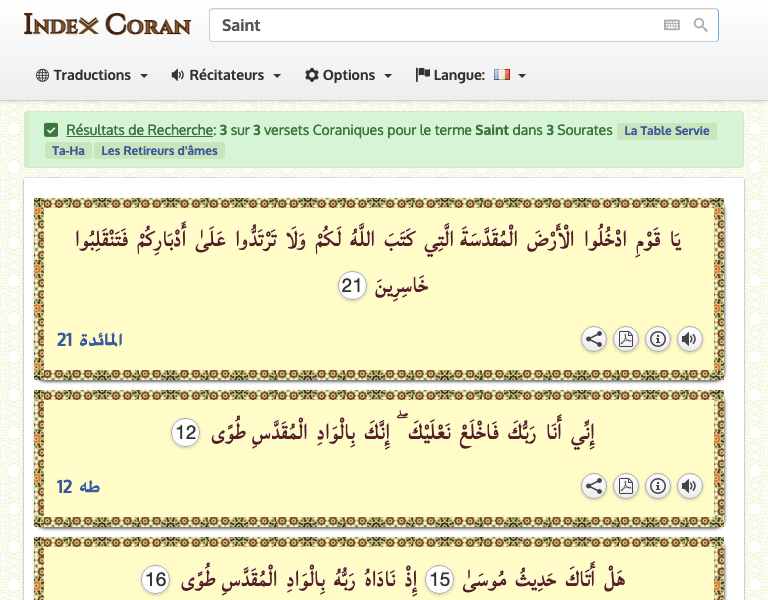 INDEX CORAN
Saint
Traductions Récitateurs Options Langue:
Résultats de Recherche: 3 sur 3 versets Coraniques pour le terme Saint dans 3 Sourates La Table Servie
Ta-Ha Les Retireurs d'âmes
يَا قَوْمِ ادْخُلُوا الْأَرْضَ الْمُقَدَّسَةَ الَّتِي كَتَبَ اللَّهُ لَكُمْ وَلَا تَرْتَدُّوا عَلَىٰ أَدْبَارِكُمْ فَتَنْقَلِبُوا
خَاسِرِينَ 21
المائدة 21
إِنِّي أَنَا رَبُّكَ فَاخْلَعْ نَعْلَيْكَ ۖ إِنَّكَ بِالْوَادِ الْمُقَدَّسِ طُوًى 12
طه 12
هَلْ أَتَاكَ حَدِيثُ مُوسَىٰ 15 إِذْ نَادَاهُ رَبُّهُ بِالْوَادِ الْمُقَدَّسِ طُوًى 16